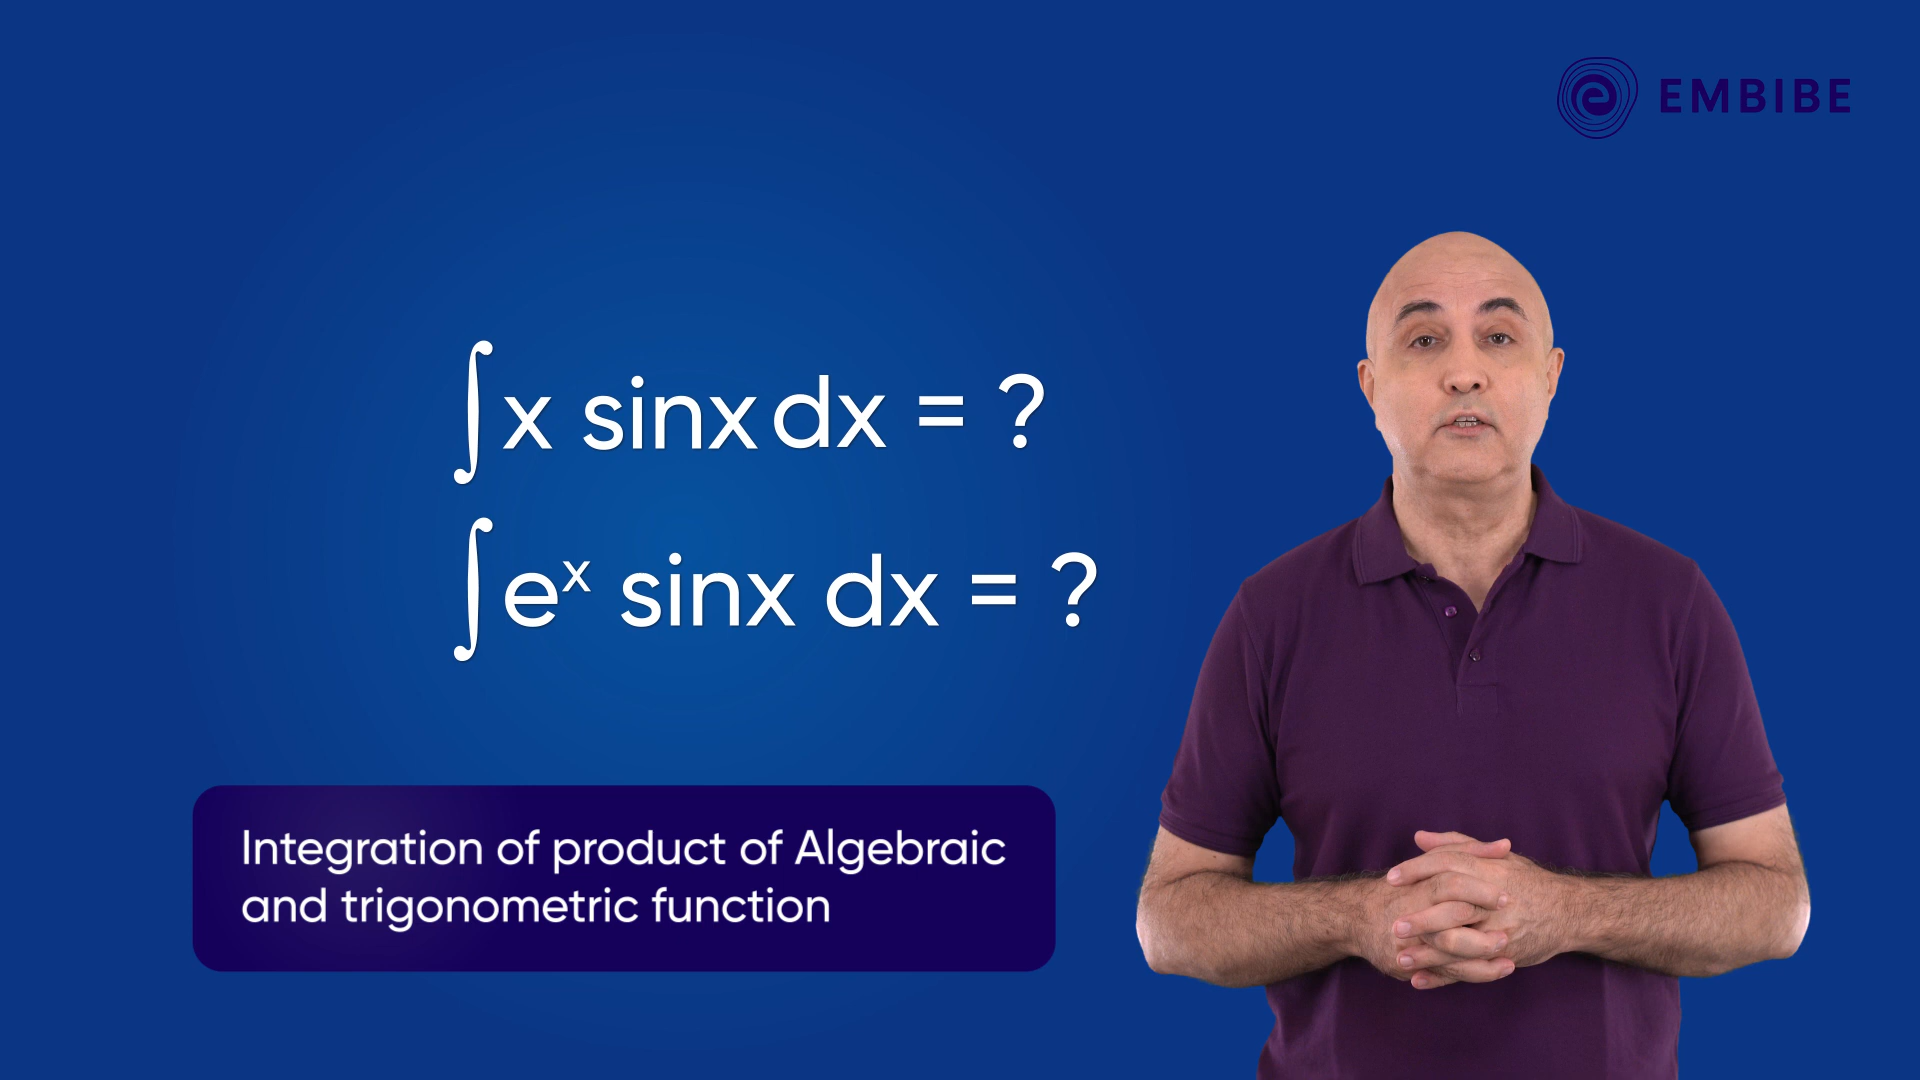 EMBIBE
∫x sinx dx = ?
∫eˣ sinx dx = ?
Integration of product of Algebraic
and trigonometric function